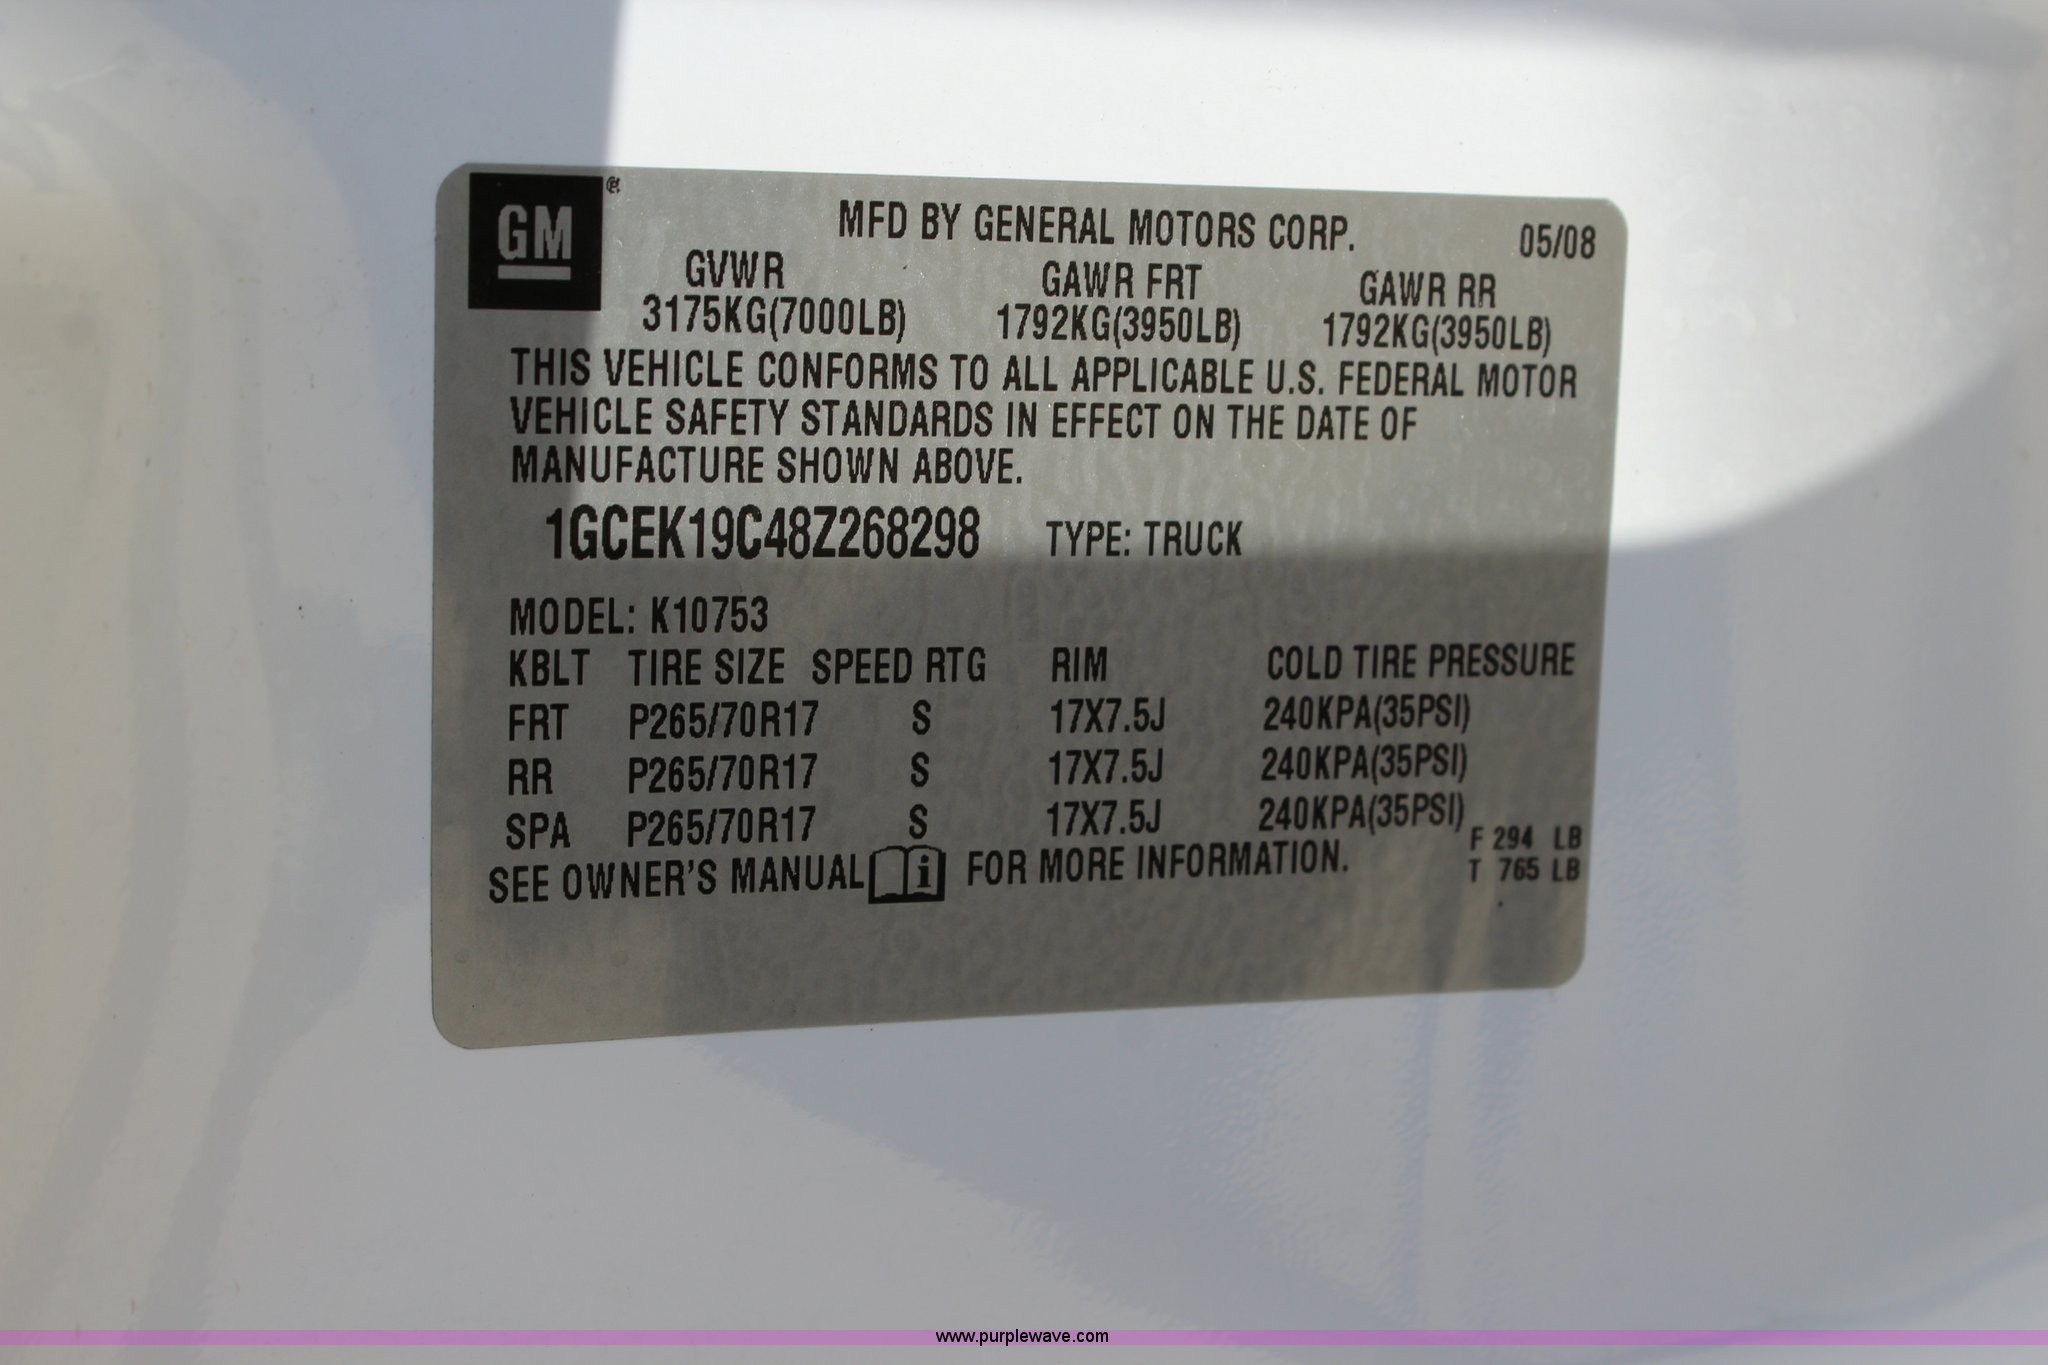 GM
MFD BY GENERAL MOTORS CORP. 05/08
GVWR GAWR FRT GAWR RR
3175KG(7000LB) 1792KG(3950LB) 1792KG(3950LB)
THIS VEHICLE CONFORMS TO ALL APPLICABLE U.S. FEDERAL MOTOR
VEHICLE SAFETY STANDARDS IN EFFECT ON THE DATE OF
MANUFACTURE SHOWN ABOVE.
1GCEK19C48Z268298 TYPE: TRUCK
MODEL: K10753
KBLT TIRE SIZE SPEED RTG RIM COLD TIRE PRESSURE
FRT P265/70R17 S 17X7.5J 240KPA(35PSI)
RR P265/70R17 S 17X7.5J 240KPA(35PSI)
SPA P265/70R17 S 17X7.5J 240KPA(35PSI)
F 294 LB
SEE OWNER'S MANUAL i FOR MORE INFORMATION. T 765 LB
www.purplewave.com